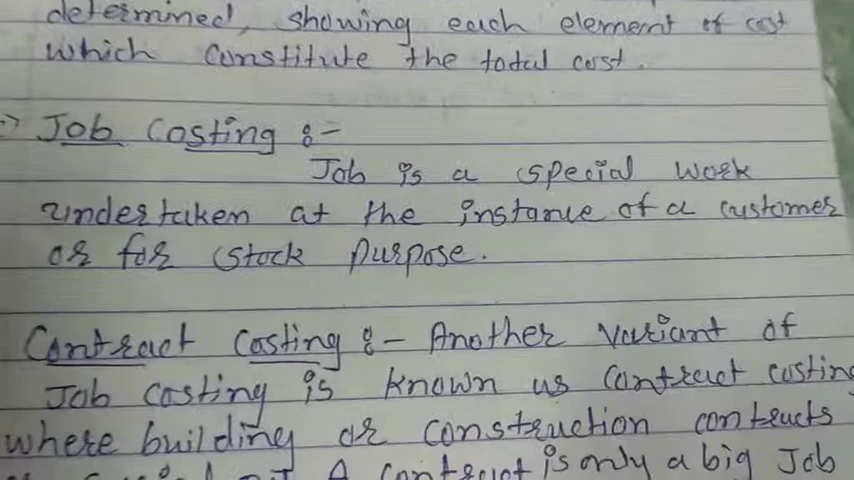 determined, showing each element of cost
which constitute the total cost.
Job Costing :-
Job is a special work
undertaken at the instance of a customer
or for stock purpose.
Contract Costing :- Another variant of
Job costing is known as contract costing
where building or construction contracts
A contract is only a big Job